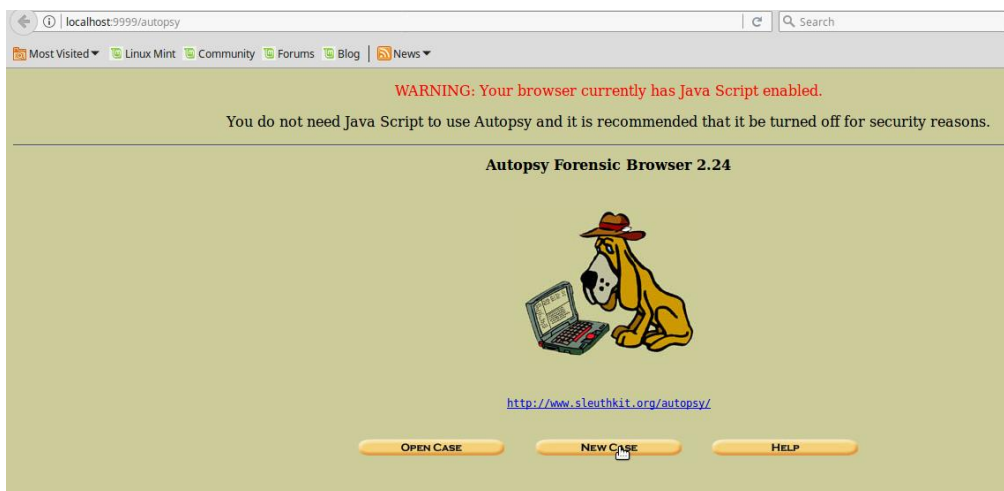 localhost:9999/autopsy
Search
Most Visited Linux Mint Community Forums Blog News
WARNING: Your browser currently has Java Script enabled.
You do not need Java Script to use Autopsy and it is recommended that it be turned off for security reasons.
Autopsy Forensic Browser 2.24
http://www.sleuthkit.org/autopsy/
OPEN CASE NEW CASE HELP